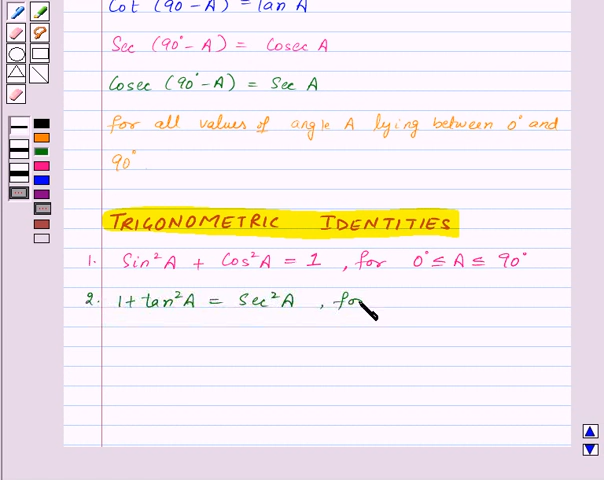 Cot (90°-A) = tan A
Sec (90°-A) = Cosec A
Cosec (90°-A) = Sec A
for all values of angle A lying between 0° and
90°.
TRIGONOMETRIC IDENTITIES
1. Sin²A + Cos²A = 1 , for 0° ≤ A ≤ 90°
2. 1 + tan²A = Sec²A , fo